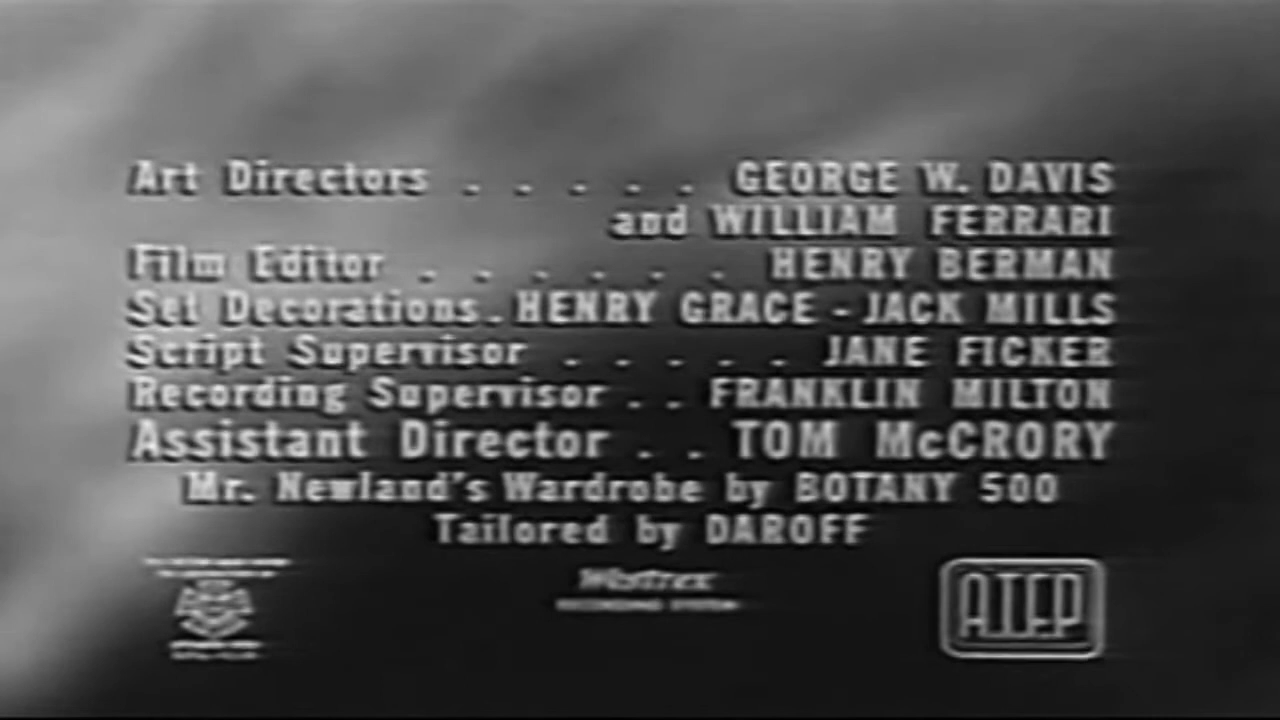 Art Directors . . . . . GEORGE W. DAVIS
and WILLIAM FERRARI
Film Editor . . . . . . HENRY BERMAN
Set Decorations . HENRY GRACE - JACK MILLS
Script Supervisor . . . . . JANE FICKER
Recording Supervisor . . FRANKLIN MILTON
Assistant Director . . TOM McCRORY
Mr. Newland's Wardrobe by BOTANY 500
Tailored by DAROFF
Westrex
RECORDING SYSTEM
ATFP